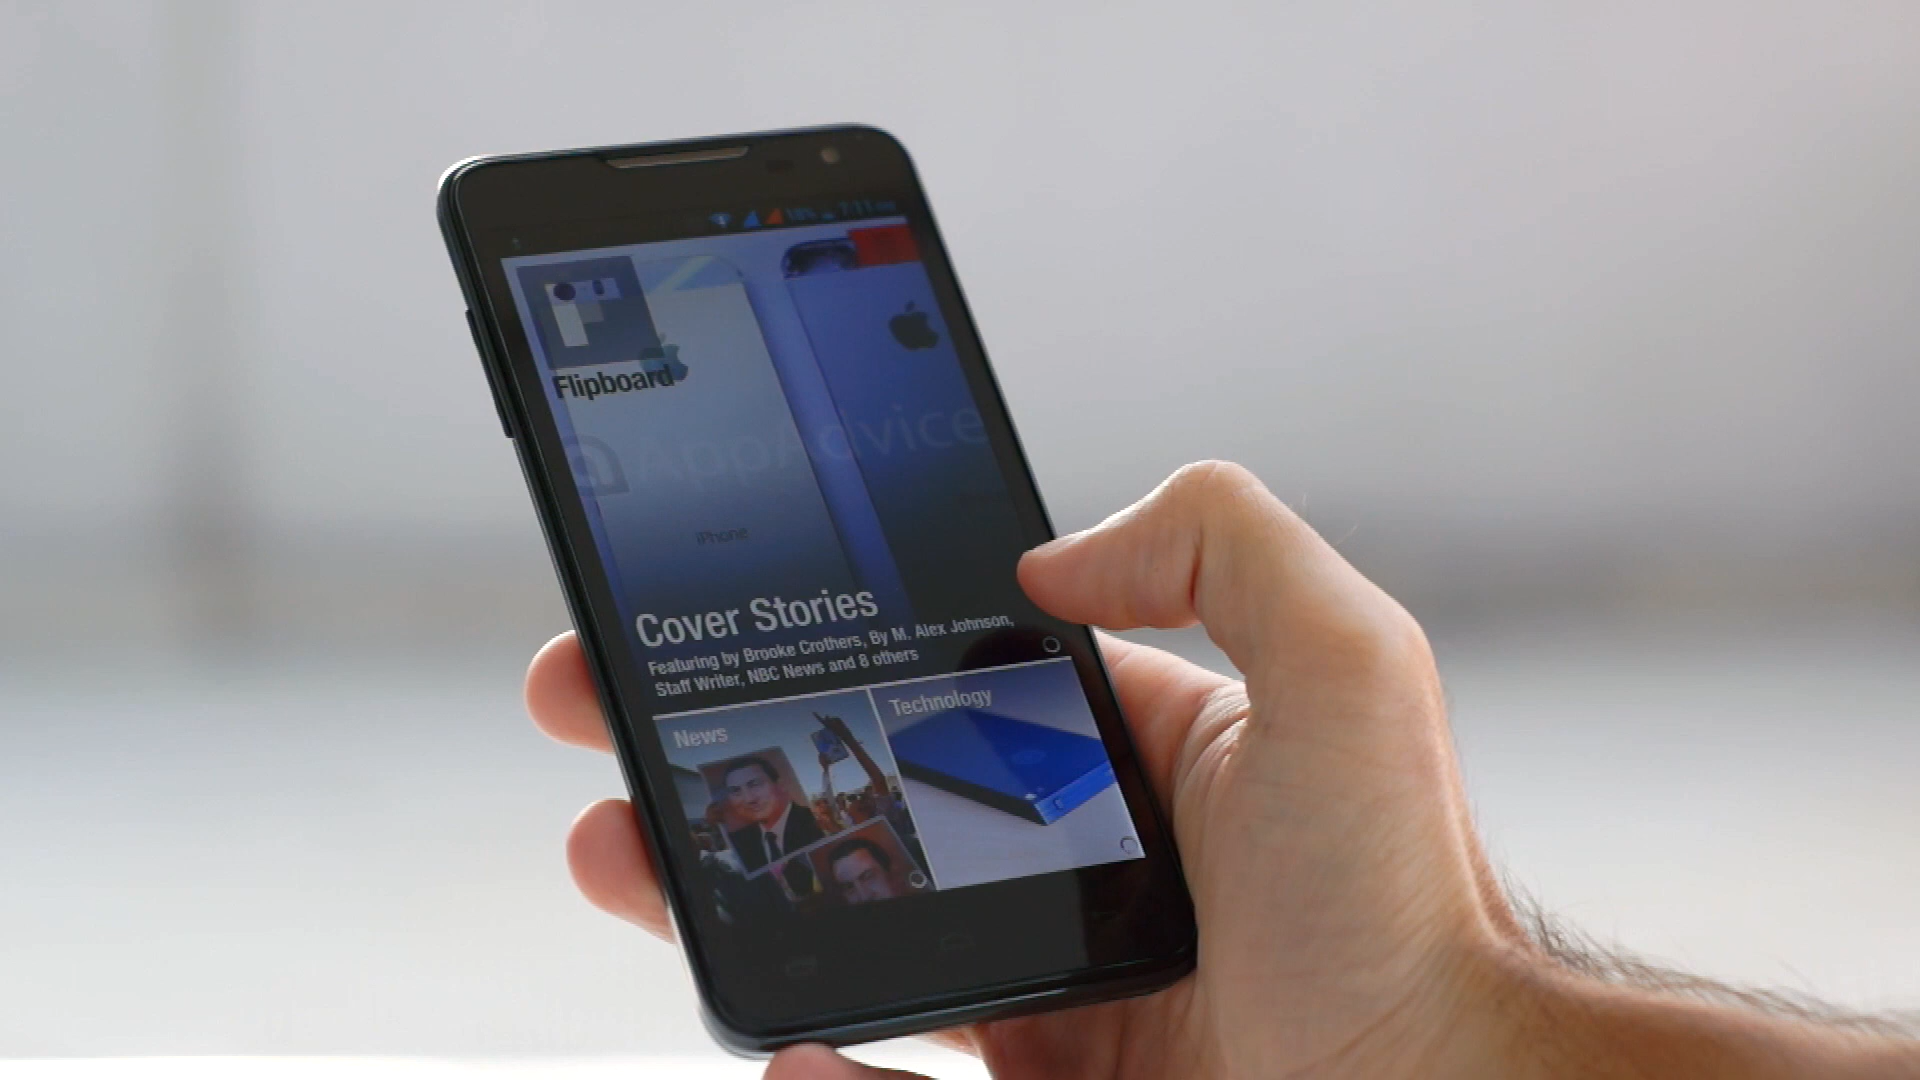 Flipboard
AppAdvice
iPhone
Cover Stories
Featuring by Brooke Crothers, By M. Alex Johnson,
Staff Writer, NBC News and 8 others
News
Technology